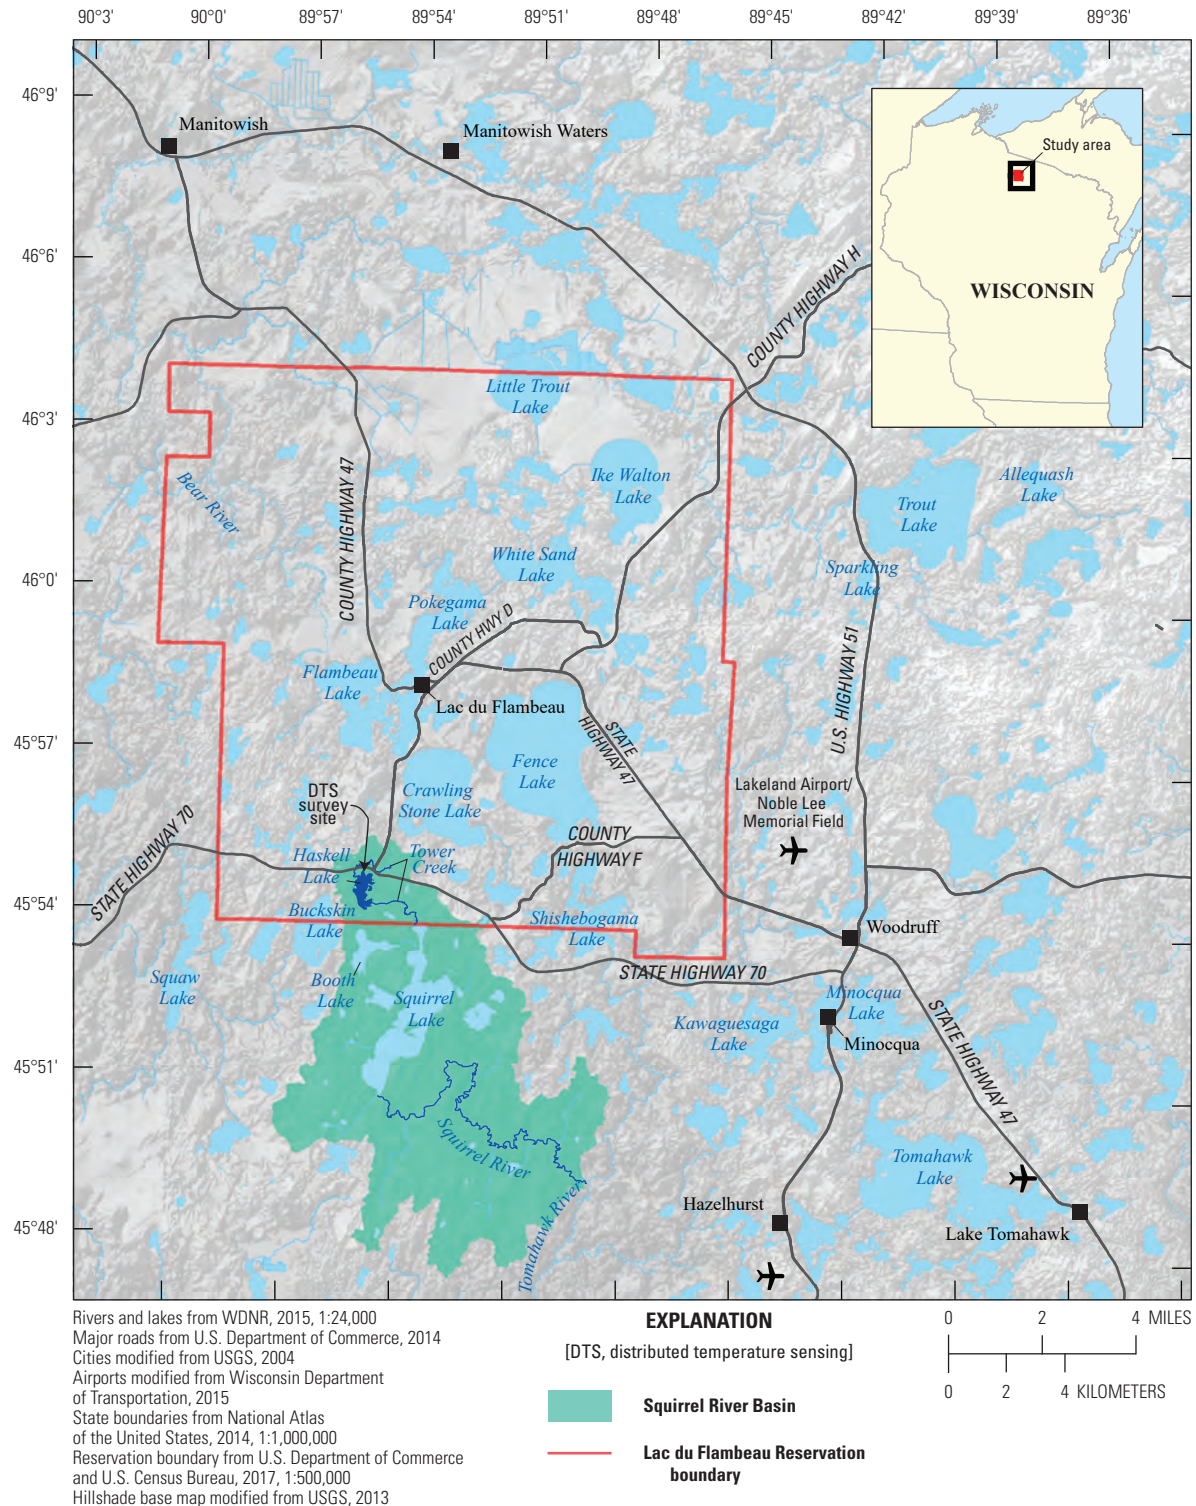 90°3' 90°0' 89°57' 89°54' 89°51' 89°48' 89°45' 89°42' 89°39' 89°36'
46°9'
46°6'
46°3'
46°0'
45°57'
45°54'
45°51'
45°48'
Manitowish
Manitowish Waters
Study area
WISCONSIN
COUNTY HIGHWAY H
Little Trout
Lake
Ike Walton
Lake
Allequash
Lake
Trout
Lake
Bear River
COUNTY HIGHWAY 47
White Sand
Lake
Sparkling
Lake
Pokegama
Lake
COUNTY HWY D
Flambeau
Lake
Lac du Flambeau
U.S. HIGHWAY 51
STATE
HIGHWAY 47
Fence
Lake
Crawling
Stone Lake
DTS
survey
site
Lakeland Airport/
Noble Lee
Memorial Field
STATE HIGHWAY 70
COUNTY
HIGHWAY F
Haskell
Lake
Tower
Creek
Buckskin
Lake
Shishebogama
Lake
Woodruff
STATE HIGHWAY 70
Squaw
Lake
Booth
Lake
Squirrel
Lake
Minocqua
Lake
Kawaguesaga
Lake
Minocqua
STATE HIGHWAY 47
Squirrel River
Tomahawk
Lake
Tomahawk River
Hazelhurst
Lake Tomahawk
Rivers and lakes from WDNR, 2015, 1:24,000
Major roads from U.S. Department of Commerce, 2014
Cities modified from USGS, 2004
Airports modified from Wisconsin Department
of Transportation, 2015
State boundaries from National Atlas
of the United States, 2014, 1:1,000,000
Reservation boundary from U.S. Department of Commerce
and U.S. Census Bureau, 2017, 1:500,000
Hillshade base map modified from USGS, 2013
EXPLANATION
[DTS, distributed temperature sensing]
Squirrel River Basin
Lac du Flambeau Reservation
boundary
0 2 4 MILES
0 2 4 KILOMETERS